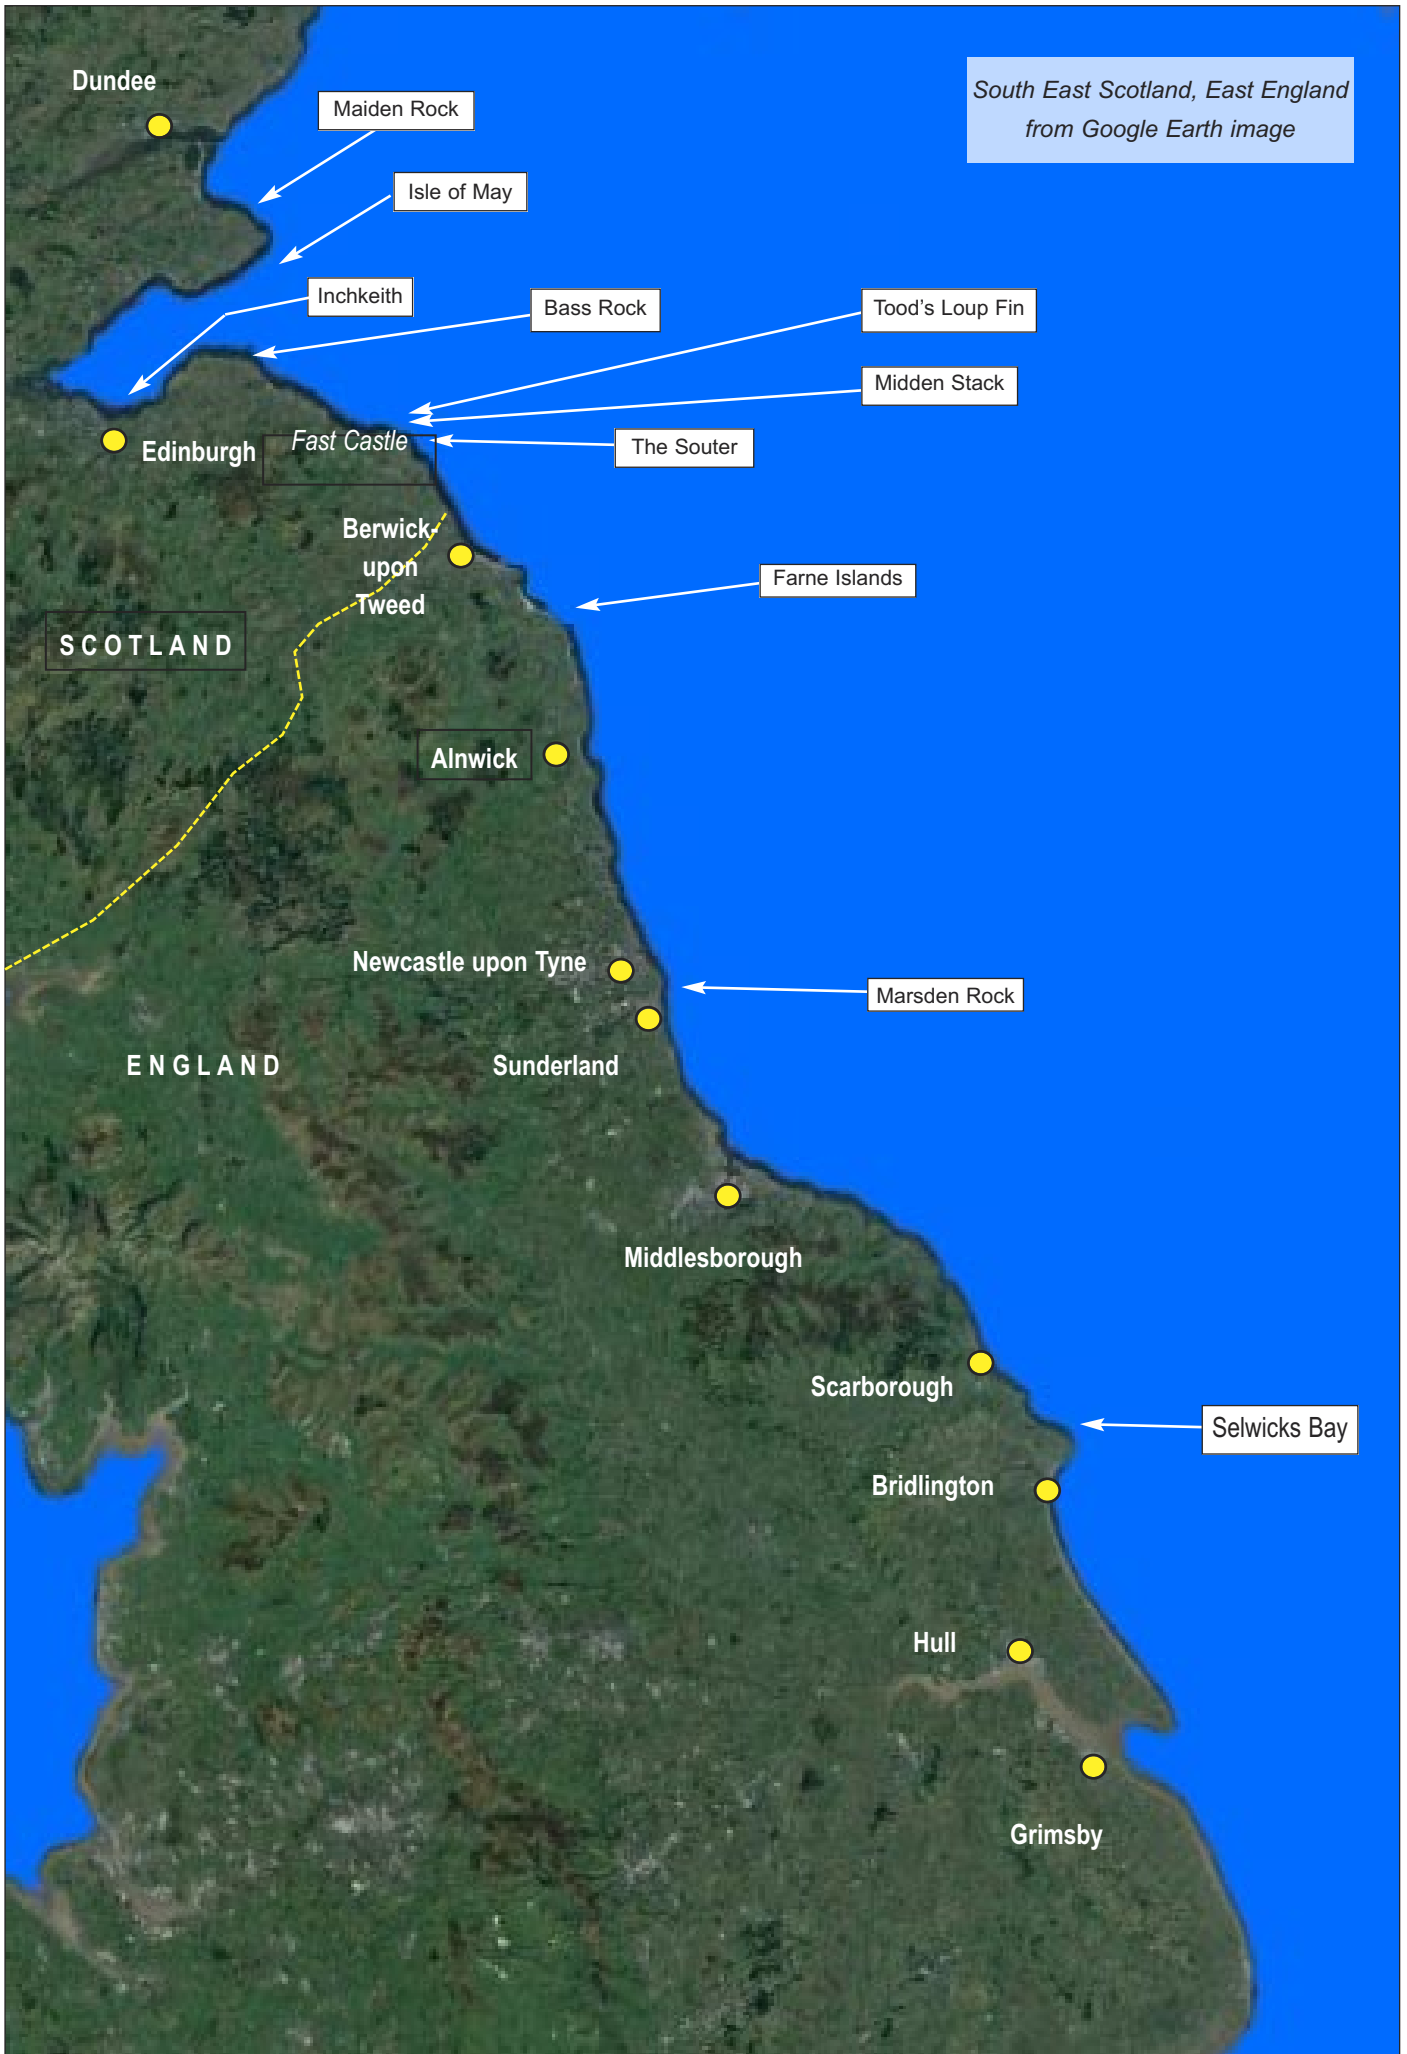 Dundee
South East Scotland, East England
from Google Earth image
Maiden Rock
Isle of May
Inchkeith
Bass Rock
Tood's Loup Fin
Midden Stack
Fast Castle
The Souter
Edinburgh
Berwick-
upon
Tweed
Farne Islands
SCOTLAND
Alnwick
Newcastle upon Tyne
Marsden Rock
ENGLAND
Sunderland
Middlesborough
Scarborough
Selwicks Bay
Bridlington
Hull
Grimsby